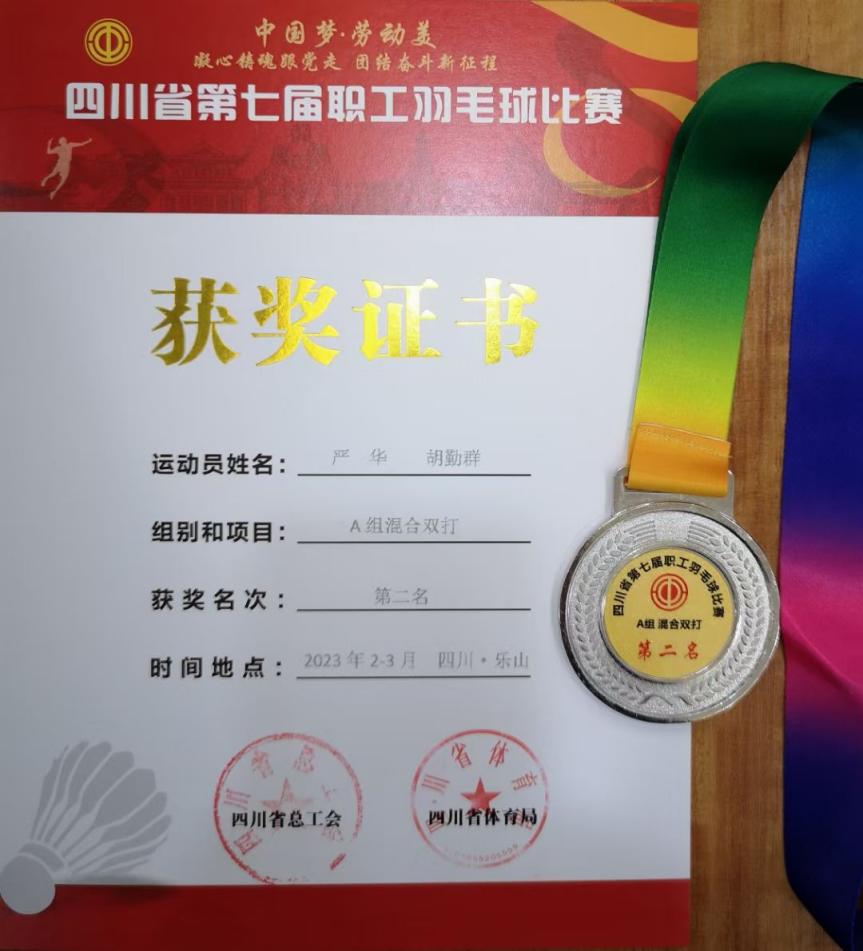 中国梦·劳动美
凝心铸魂跟党走 团结奋斗新征程
四川省第七届职工羽毛球比赛
获奖证书
运动员姓名： 严 华 胡勤群
组别和项目： A组混合双打
获奖名次： 第二名
时间地点： 2023年2-3月 四川·乐山
四川省总工会
四川省体育局
四川省第七届职工羽毛球比赛
A组 混合双打
第二名